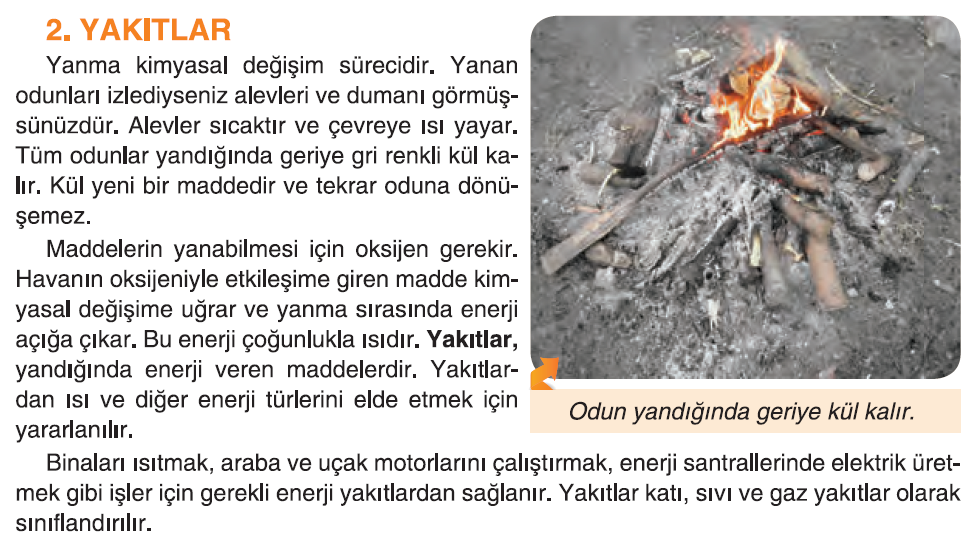 2. YAKITLAR
Yanma kimyasal değişim sürecidir. Yanan
odunları izlediyseniz alevleri ve dumanı görmüş-
sünüzdür. Alevler sıcaktır ve çevreye ısı yayar.
Tüm odunlar yandığında geriye gri renkli kül ka-
lır. Kül yeni bir maddedir ve tekrar oduna dönü-
şemez.
Maddelerin yanabilmesi için oksijen gerekir.
Havanın oksijeniyle etkileşime giren madde kim-
yasal değişime uğrar ve yanma sırasında enerji
açığa çıkar. Bu enerji çoğunlukla ısıdır. Yakıtlar,
yandığında enerji veren maddelerdir. Yakıtlar-
dan ısı ve diğer enerji türlerini elde etmek için
yararlanılır.
Odun yandığında geriye kül kalır.
Binaları ısıtmak, araba ve uçak motorlarını çalıştırmak, enerji santrallerinde elektrik üret-
mek gibi işler için gerekli enerji yakıtlardan sağlanır. Yakıtlar katı, sıvı ve gaz yakıtlar olarak
sınıflandırılır.